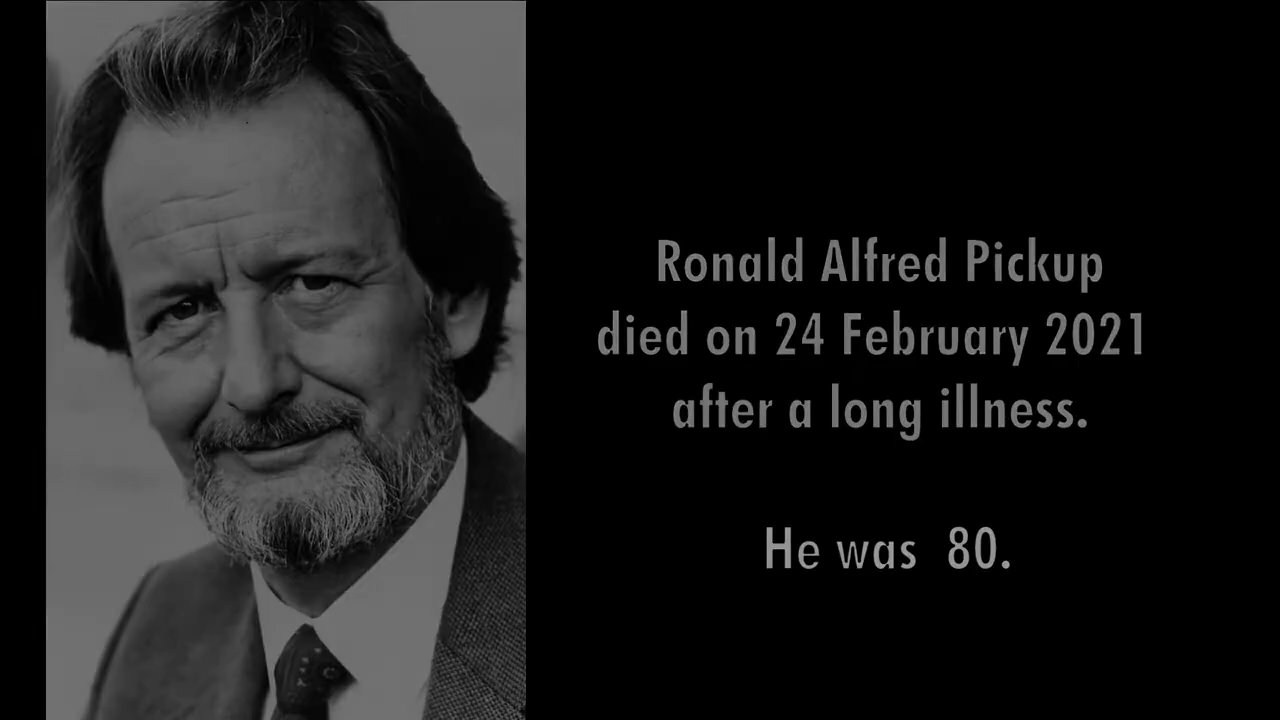 Ronald Alfred Pickup
died on 24 February 2021
after a long illness.
He was 80.